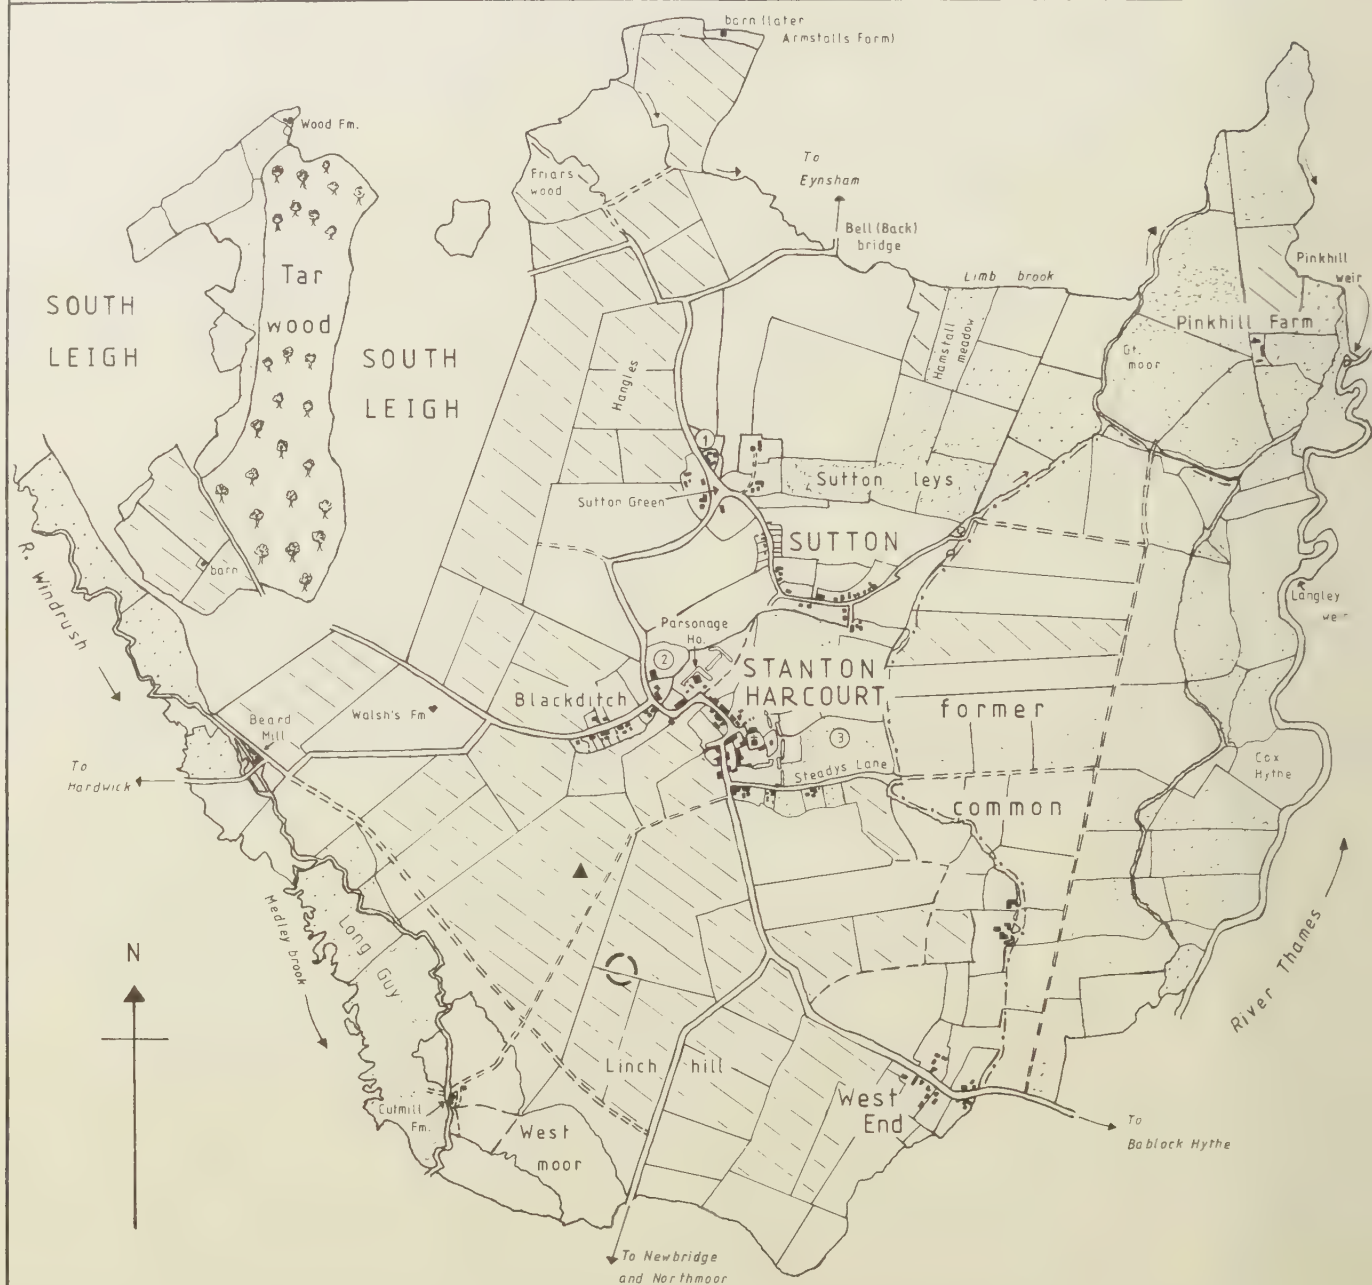 barn (later
Armstalls Farm)
Wood Fm.
Friars
wood
To
Eynsham
Bell (Back)
bridge
Limb brook
Pinkhill
weir
Pinkhill Farm
Gt.
moor
Hamstall
meadow
SOUTH
LEIGH
Tar
wood
SOUTH
LEIGH
Hangles
1
Sutton Green
Sutton leys
SUTTON
barn
R. Windrush
Langley
weir
Parsonage
Ho.
2
STANTON
HARCOURT
Blackditch
Walsh's Fm
Beard
Mill
To
Hardwick
former
3
Steadys Lane
common
Cox
Hythe
Medley brook
Long
Guy
N
River Thames
Linch hill
Cutmill
Fm.
West
moor
West
End
To
Bablock Hythe
To Newbridge
and Northmoor